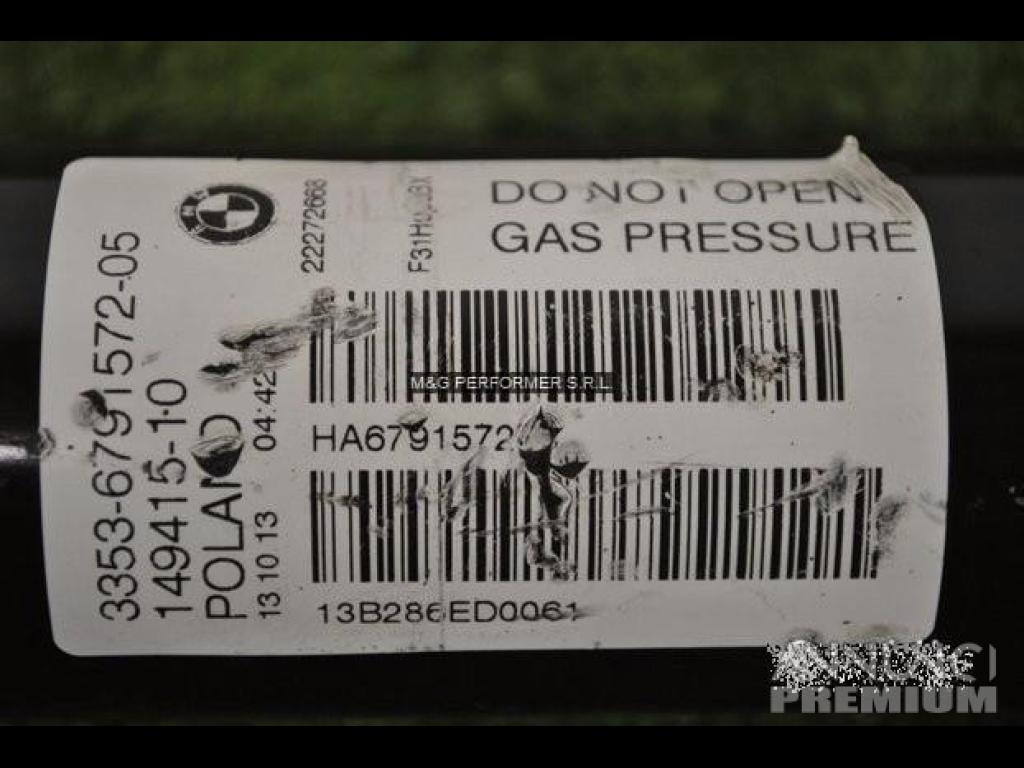 DO NOT OPEN
GAS PRESSURE
22272668
HA6791572
13B286ED0061
3353-6791572-05
149415-10
POLAND
13 10 13 04:42
M&G PERFORMER S.R.L.
PREMIUM